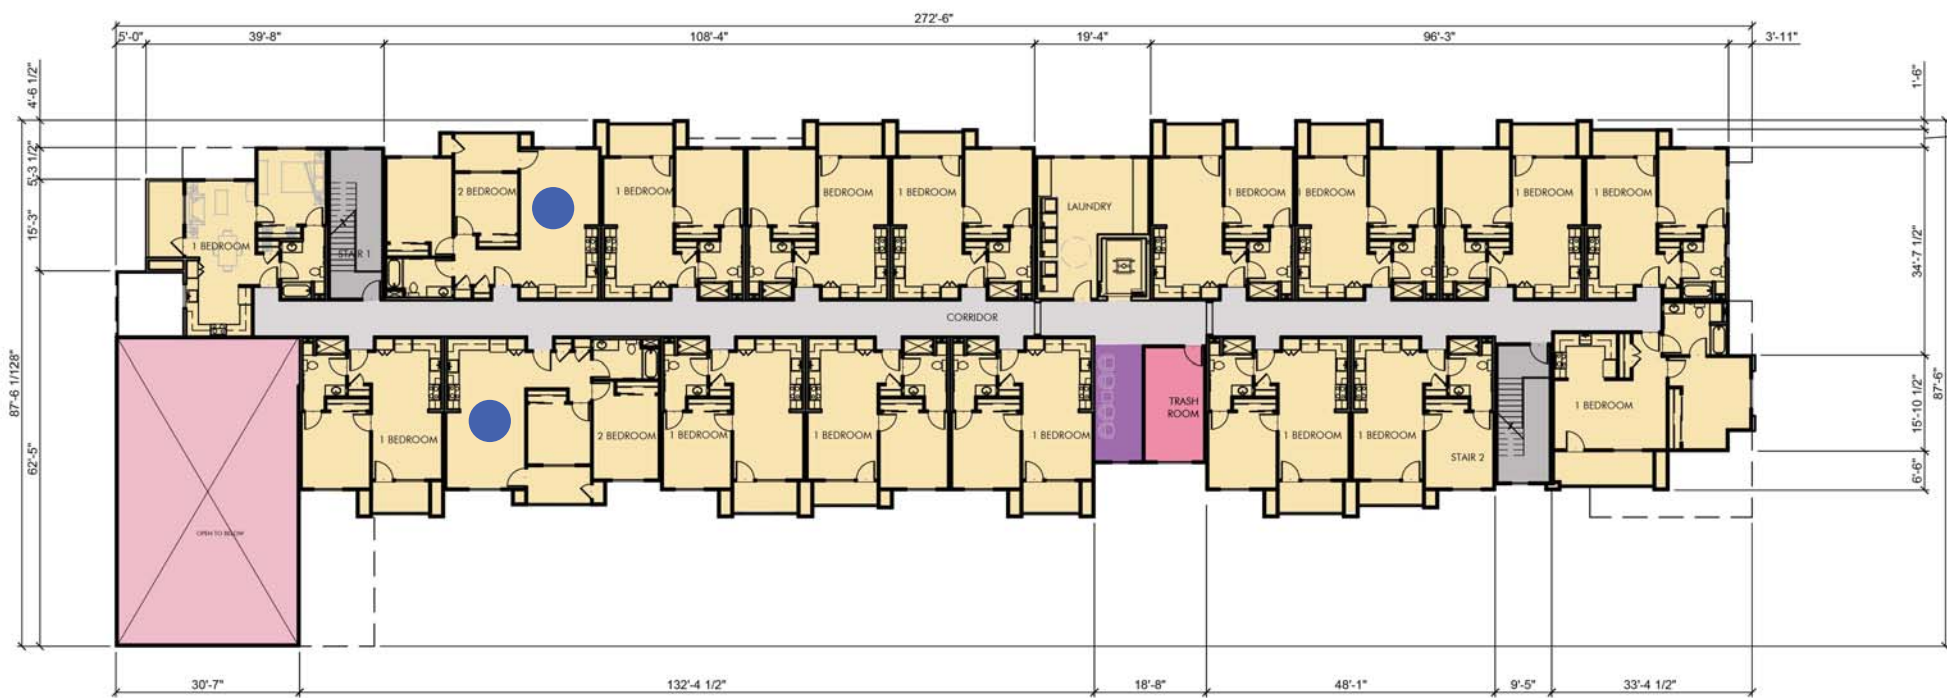 272'-6"
5'-0"
39'-8"
108'-4"
19'-4"
96'-3"
3'-11"
4'-6 1/2"
5'-3 1/2"
15'-3"
62'-5"
87'-6 1/128"
1'-6"
34'-7 1/2"
15'-10 1/2"
6'-6"
87'-6"
1 BEDROOM
STAIR 1
2 BEDROOM
1 BEDROOM
BEDROOM
1 BEDROOM
LAUNDRY
1 BEDROOM
1 BEDROOM
1 BEDROOM
1 BEDROOM
CORRIDOR
1 BEDROOM
2 BEDROOM
1 BEDROOM
1 BEDROOM
1 BEDROOM
TRASH
ROOM
1 BEDROOM
1 BEDROOM
STAIR 2
1 BEDROOM
OPEN TO BELOW
30'-7"
132'-4 1/2"
18'-8"
48'-1"
9'-5"
33'-4 1/2"